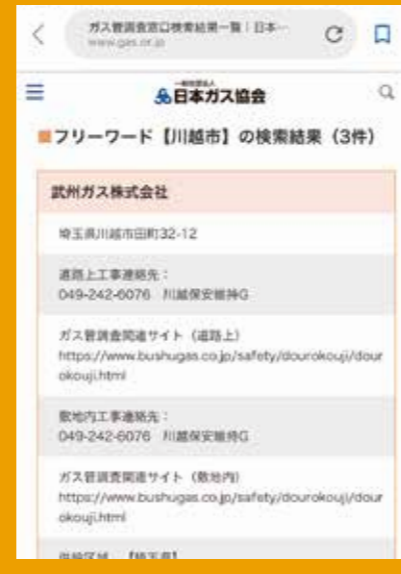 ガス管調査窓口検索結果一覧｜日本…
www.gas.or.jp
一般社団法人
日本ガス協会
フリーワード【川越市】の検索結果（3件）
武州ガス株式会社
埼玉県川越市田町32-12
道路上工事連絡先：
049-242-6076 川越保安維持G
ガス管調査関連サイト（道路上）
https://www.bushugas.co.jp/safety/dourokouji/dour
okouji.html
敷地内工事連絡先：
049-242-6076 川越保安維持G
ガス管調査関連サイト（敷地内）
https://www.bushugas.co.jp/safety/dourokouji/dour
okouji.html
供給区域：【埼玉県】